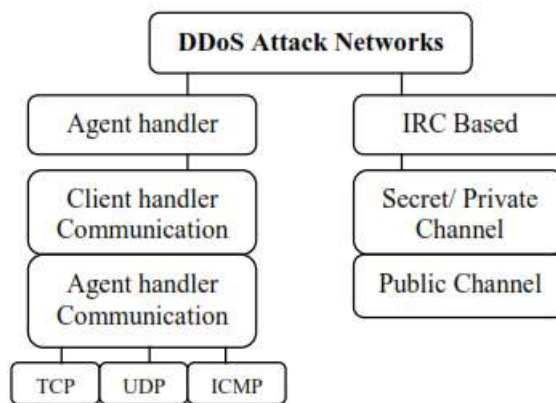 DDoS Attack Networks
Agent handler
IRC Based
Client handler
Communication
Secret/ Private
Channel
Agent handler
Communication
Public Channel
TCP
UDP
ICMP